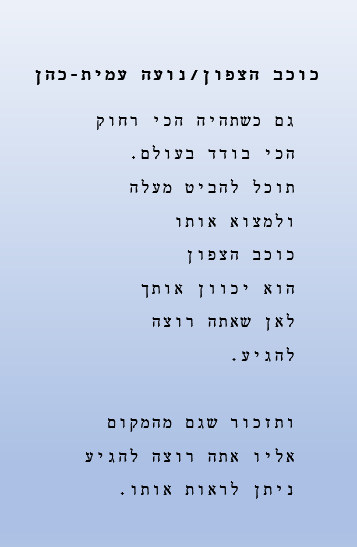 כוכב הצפון/נועה עמית-כהן
גם כשתהיה הכי רחוק
הכי בודד בעולם.
תוכל להביט מעלה
ולמצוא אותו
כוכב הצפון
הוא יכוון אותך
לאן שאתה רוצה
להגיע.
ותזכור שגם מהמקום
אליו אתה רוצה להגיע
ניתן לראות אותו.